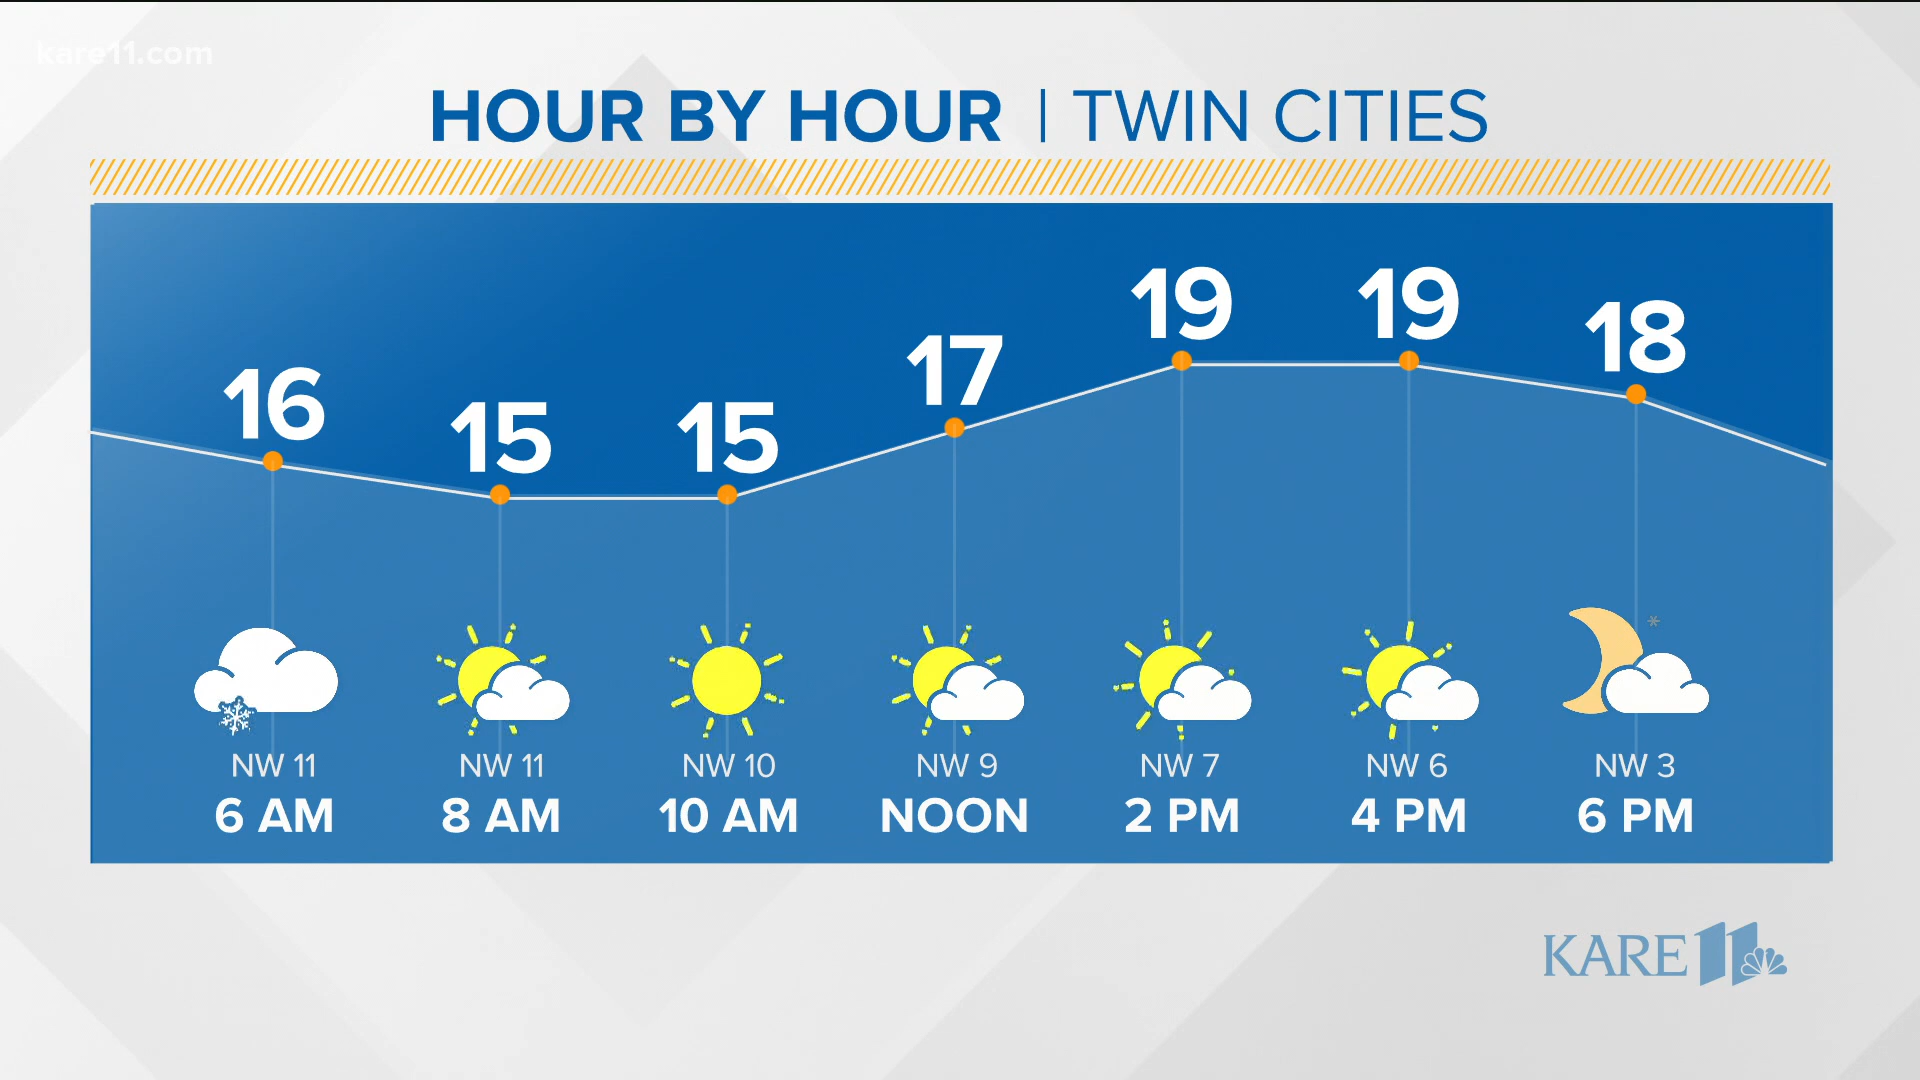 kare11.com
HOUR BY HOUR | TWIN CITIES
16 15 15 17 19 19 18
NW 11 NW 11 NW 10 NW 9 NW 7 NW 6 NW 3
6 AM 8 AM 10 AM NOON 2 PM 4 PM 6 PM
KARE 11